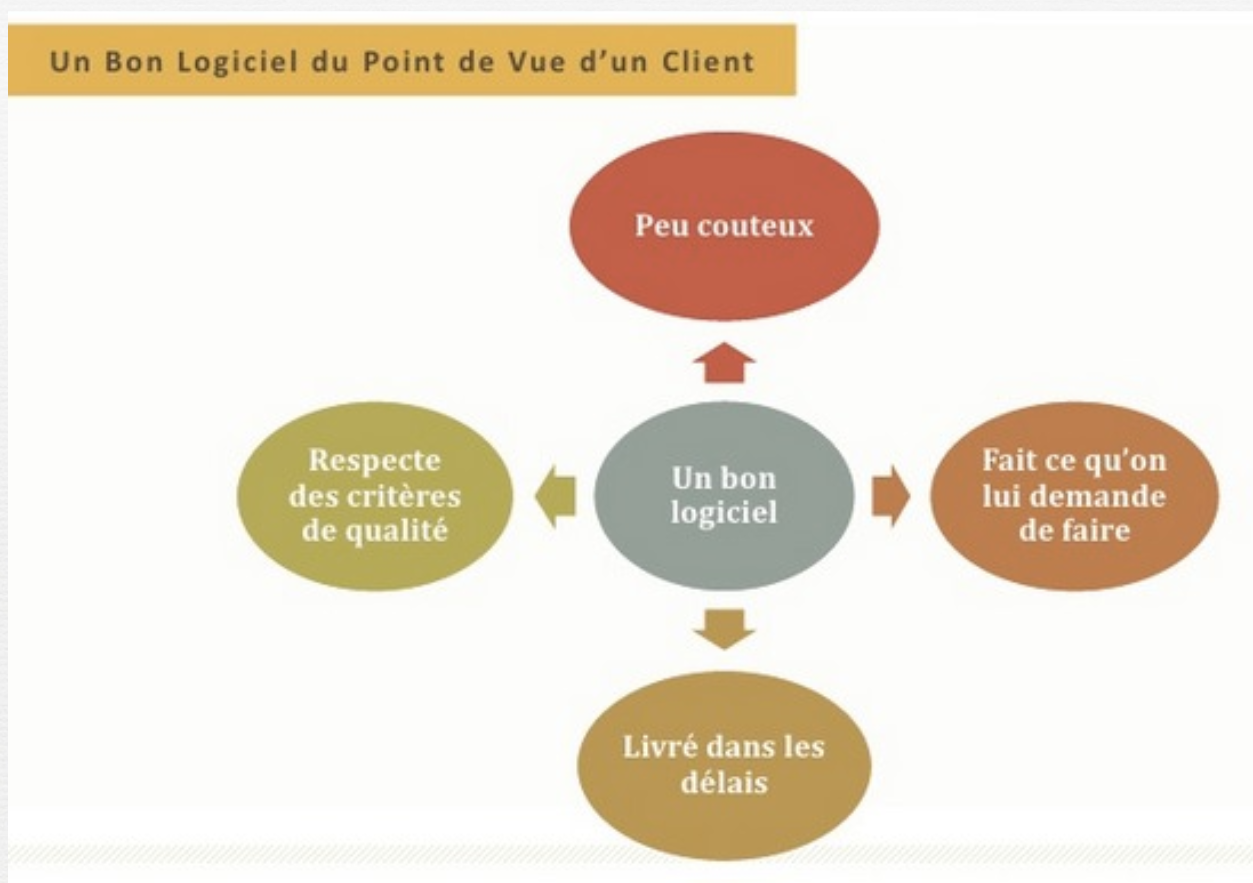 Un Bon Logiciel du Point de Vue d'un Client
Peu couteux
Respecte
des critères
de qualité
Un bon
logiciel
Fait ce qu'on
lui demande
de faire
Livré dans les
délais